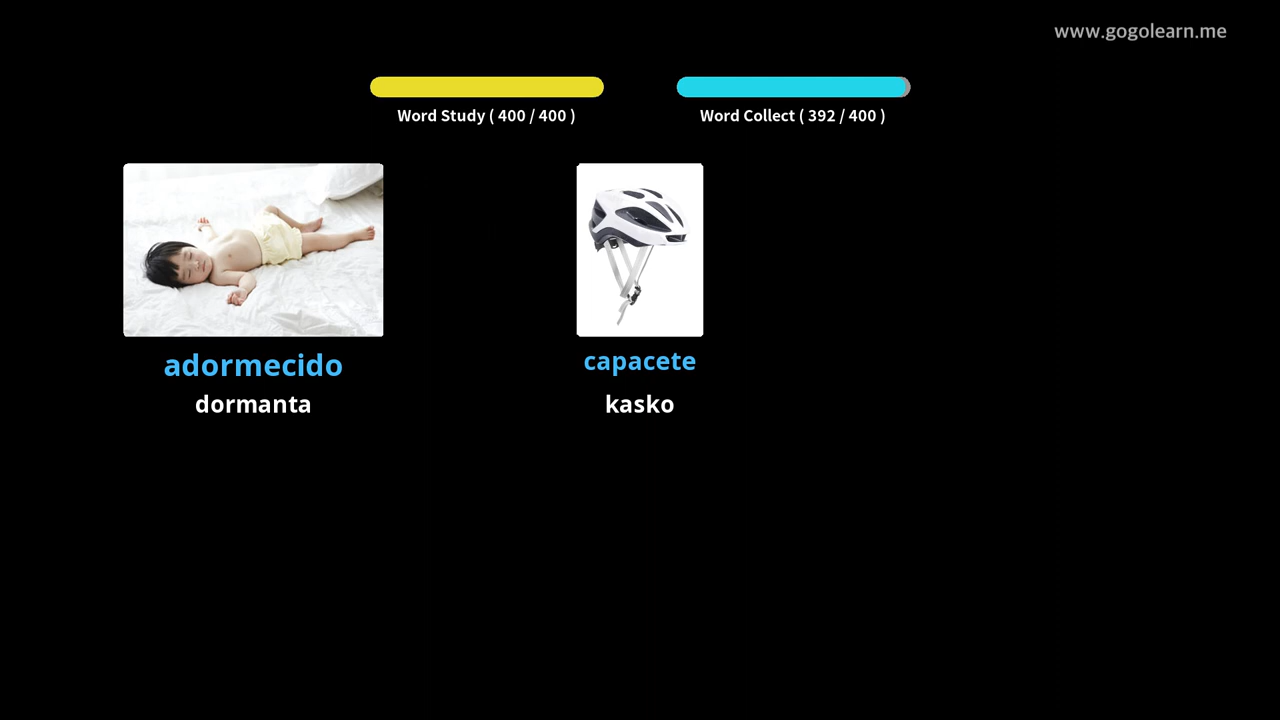 www.gogolearn.me
Word Study ( 400 / 400 )
Word Collect ( 392 / 400 )
adormecido
dormanta
capacete
kasko